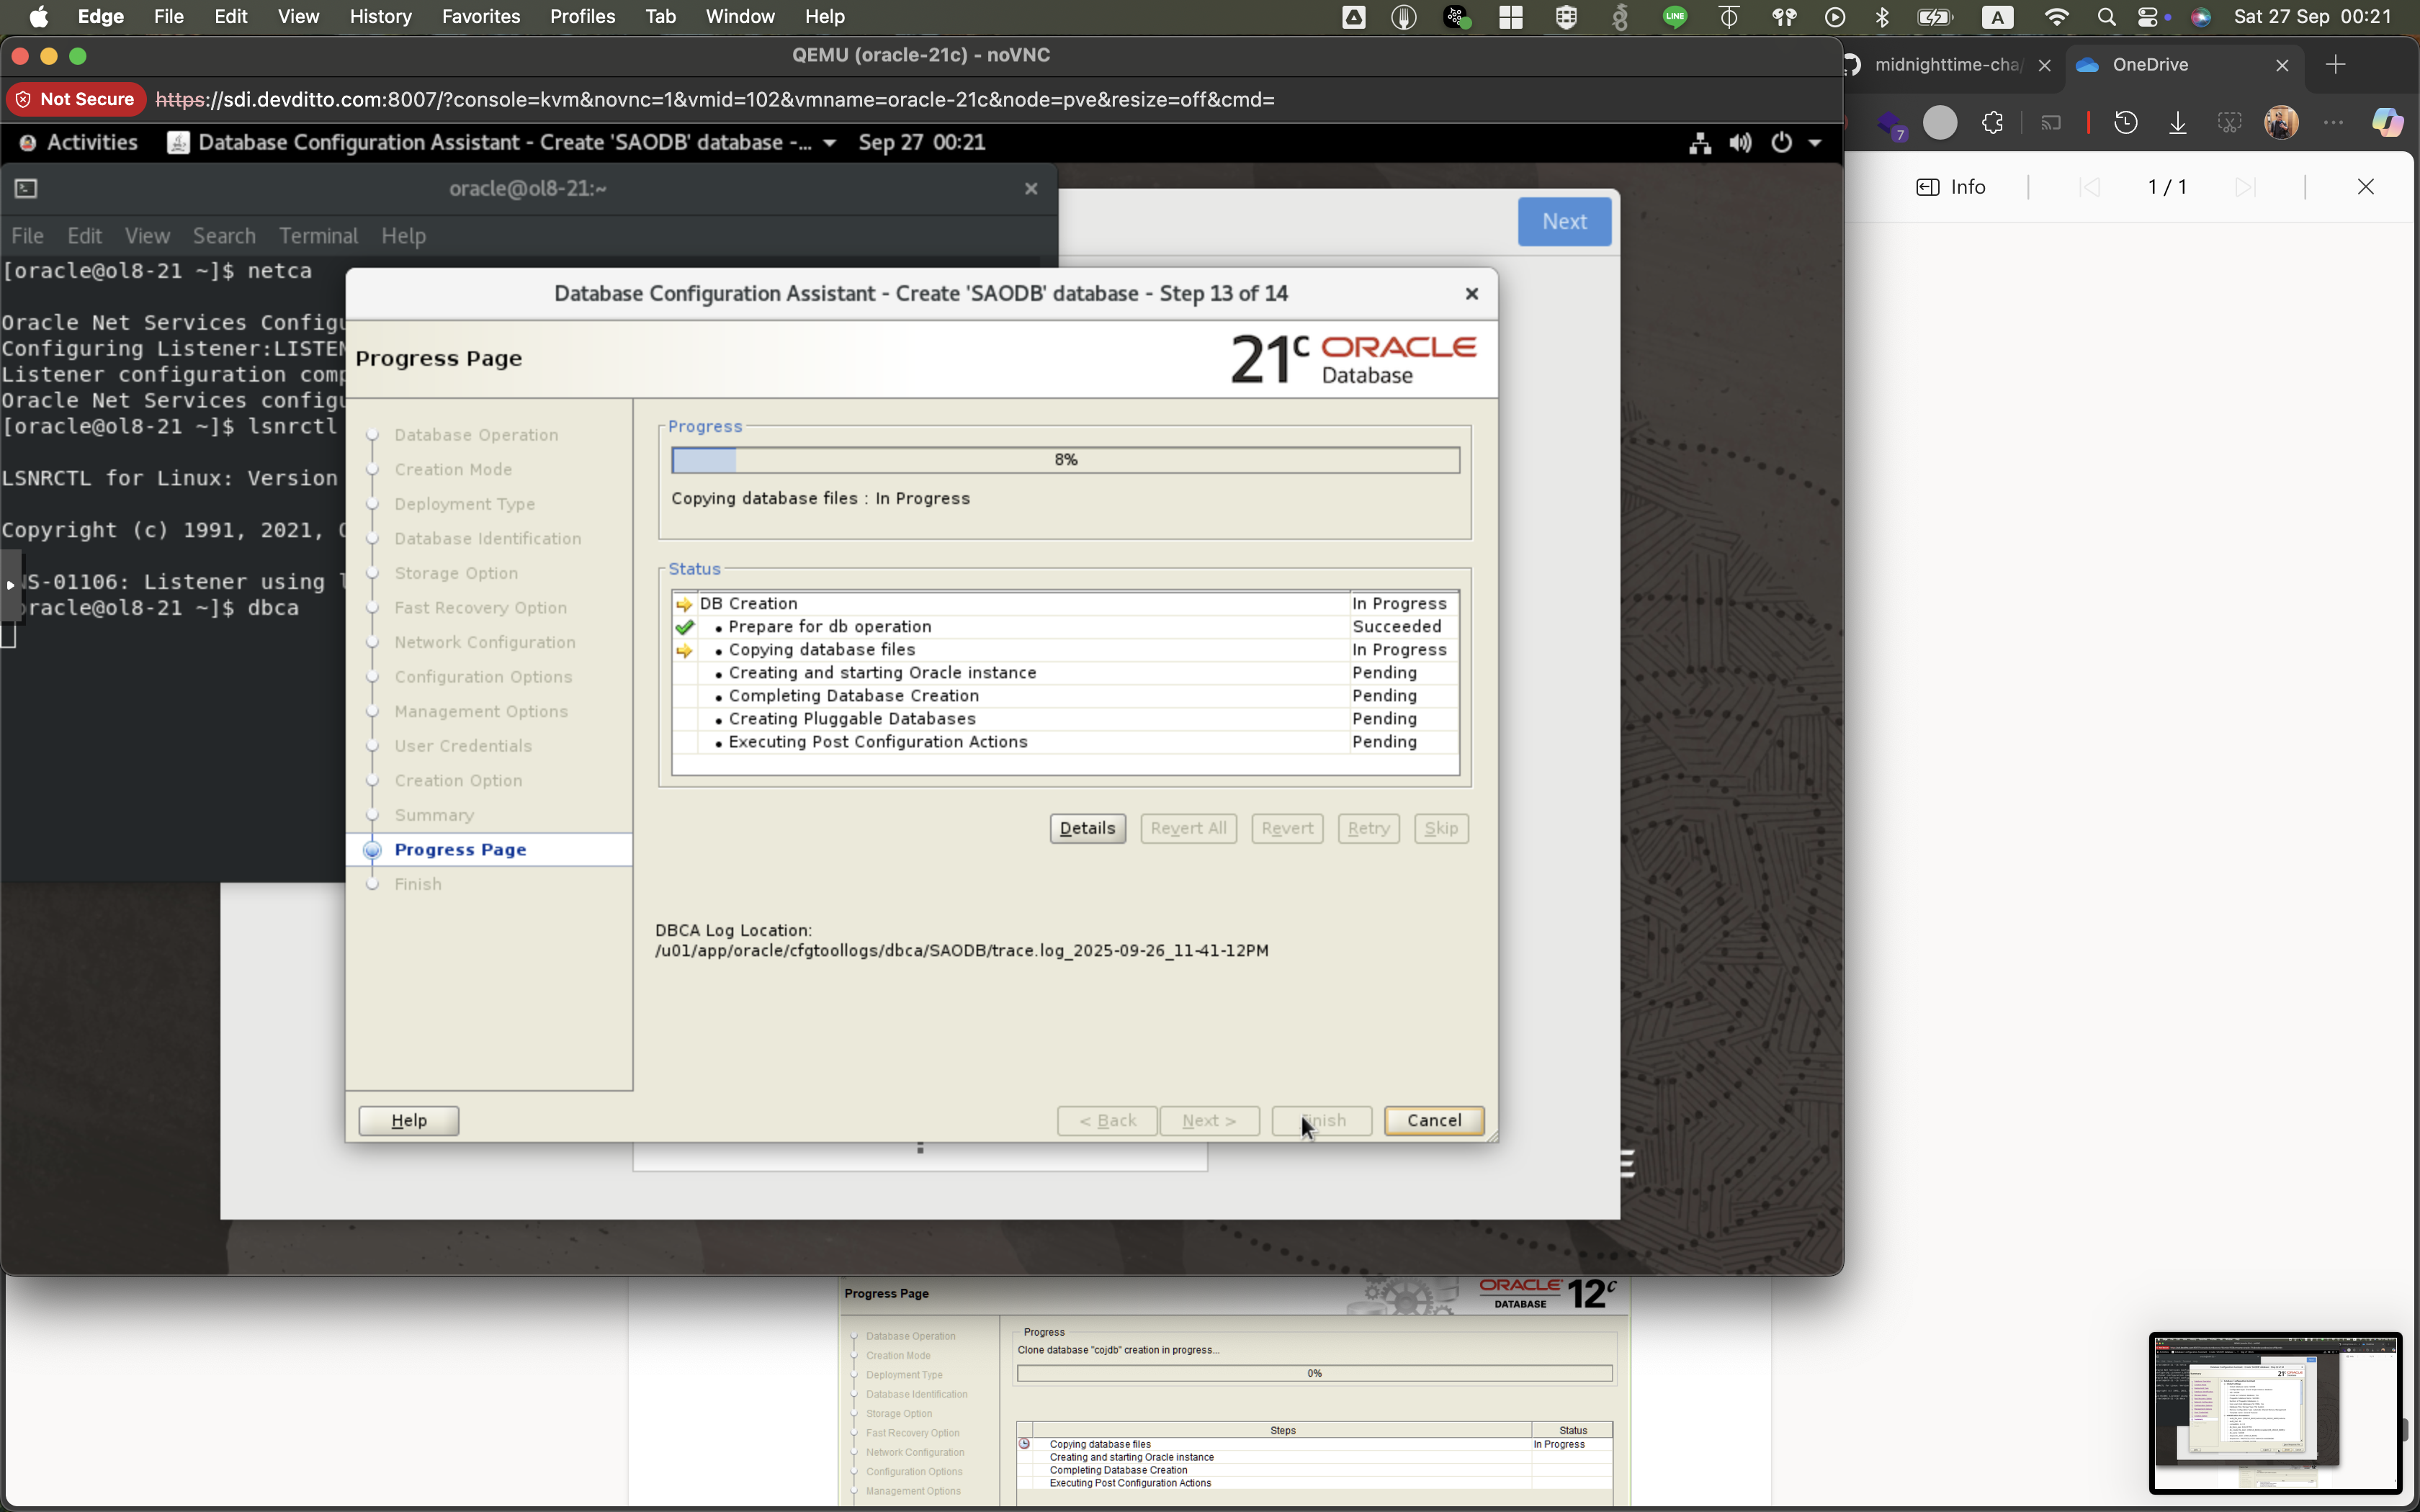 Edge File Edit View History Favorites Profiles Tab Window Help
A
Sat 27 Sep 00:21
QEMU (oracle-21c) - noVNC
midnighttime-cha/
OneDrive
Not Secure https://sdi.devditto.com:8007/?console=kvm&novnc=1&vmid=102&vmname=oracle-21c&node=pve&resize=off&cmd=
7
Activities Database Configuration Assistant - Create 'SAODB' database -... Sep 27 00:21
Info 1 / 1
oracle@ol8-21:~
Next
File Edit View Search Terminal Help
[oracle@ol8-21 ~]$ netca
Oracle Net Services Configu
Configuring Listener:LISTEN
Listener configuration comp
Oracle Net Services configu
[oracle@ol8-21 ~]$ lsnrctl
LSNRCTL for Linux: Version
Copyright (c) 1991, 2021,
NS-01106: Listener using
oracle@ol8-21 ~]$ dbca
Database Configuration Assistant - Create 'SAODB' database - Step 13 of 14
Progress Page
21c ORACLE
Database
Database Operation
Creation Mode
Deployment Type
Database Identification
Storage Option
Fast Recovery Option
Network Configuration
Configuration Options
Management Options
User Credentials
Creation Option
Summary
Progress Page
Finish
Progress
8%
Copying database files : In Progress
Status
DB Creation In Progress
• Prepare for db operation Succeeded
• Copying database files In Progress
• Creating and starting Oracle instance Pending
• Completing Database Creation Pending
• Creating Pluggable Databases Pending
• Executing Post Configuration Actions Pending
Details Revert All Revert Retry Skip
DBCA Log Location:
/u01/app/oracle/cfgtoollogs/dbca/SAODB/trace.log_2025-09-26_11-41-12PM
Help < Back Next > Finish Cancel
Progress Page
ORACLE
DATABASE 12c
Database Operation
Creation Mode
Deployment Type
Database Identification
Storage Option
Fast Recovery Option
Network Configuration
Configuration Options
Management Options
Progress
Clone database "cojdb" creation in progress...
0%
Steps Status
Copying database files In Progress
Creating and starting Oracle instance
Completing Database Creation
Executing Post Configuration Actions